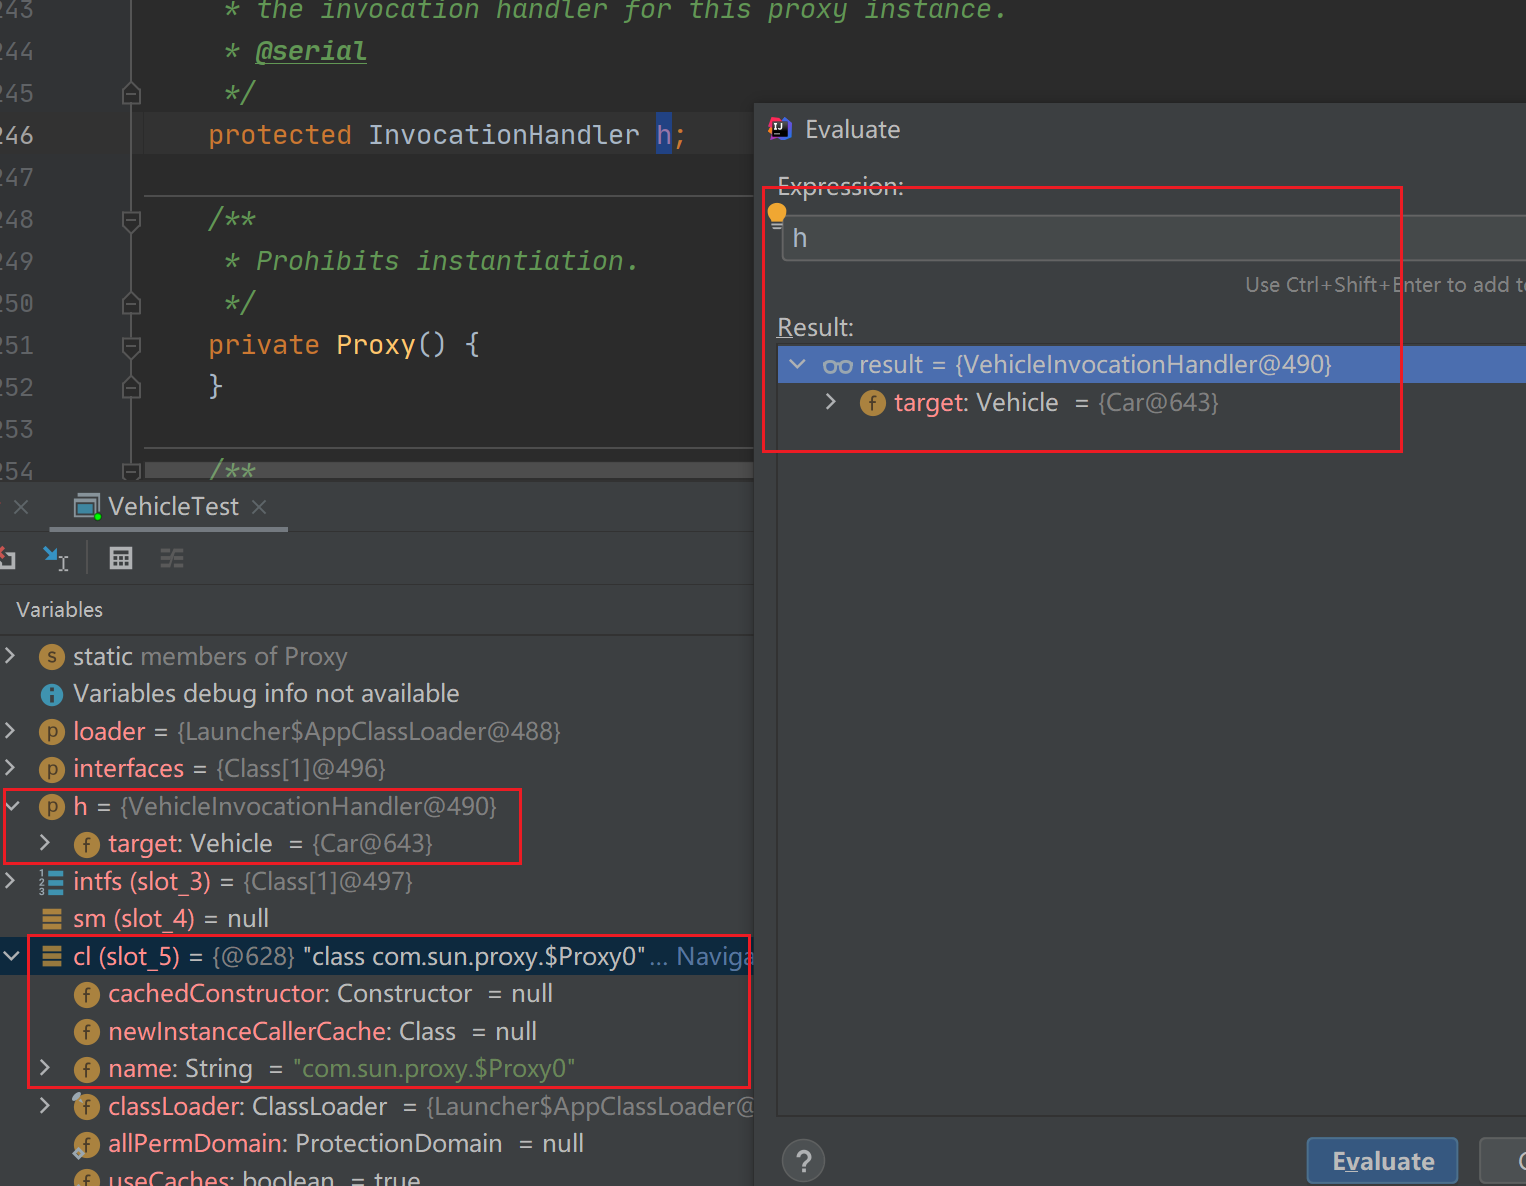 243 * the invocation handler for this proxy instance.
244 * @serial
245 */
246 protected InvocationHandler h;
247
248 /**
249 * Prohibits instantiation.
250 */
251 private Proxy() {
252 }
253
254 /**
Evaluate
Expression:
h
Use Ctrl+Shift+Enter to add to
Result:
result = {VehicleInvocationHandler@490}
target: Vehicle = {Car@643}
VehicleTest
Variables
static members of Proxy
Variables debug info not available
loader = {Launcher$AppClassLoader@488}
interfaces = {Class[1]@496}
h = {VehicleInvocationHandler@490}
target: Vehicle = {Car@643}
intfs (slot_3) = {Class[1]@497}
sm (slot_4) = null
cl (slot_5) = {@628} "class com.sun.proxy.$Proxy0"... Naviga
cachedConstructor: Constructor = null
newInstanceCallerCache: Class = null
name: String = "com.sun.proxy.$Proxy0"
classLoader: ClassLoader = {Launcher$AppClassLoader@
allPermDomain: ProtectionDomain = null
useCaches: boolean = true
? Evaluate